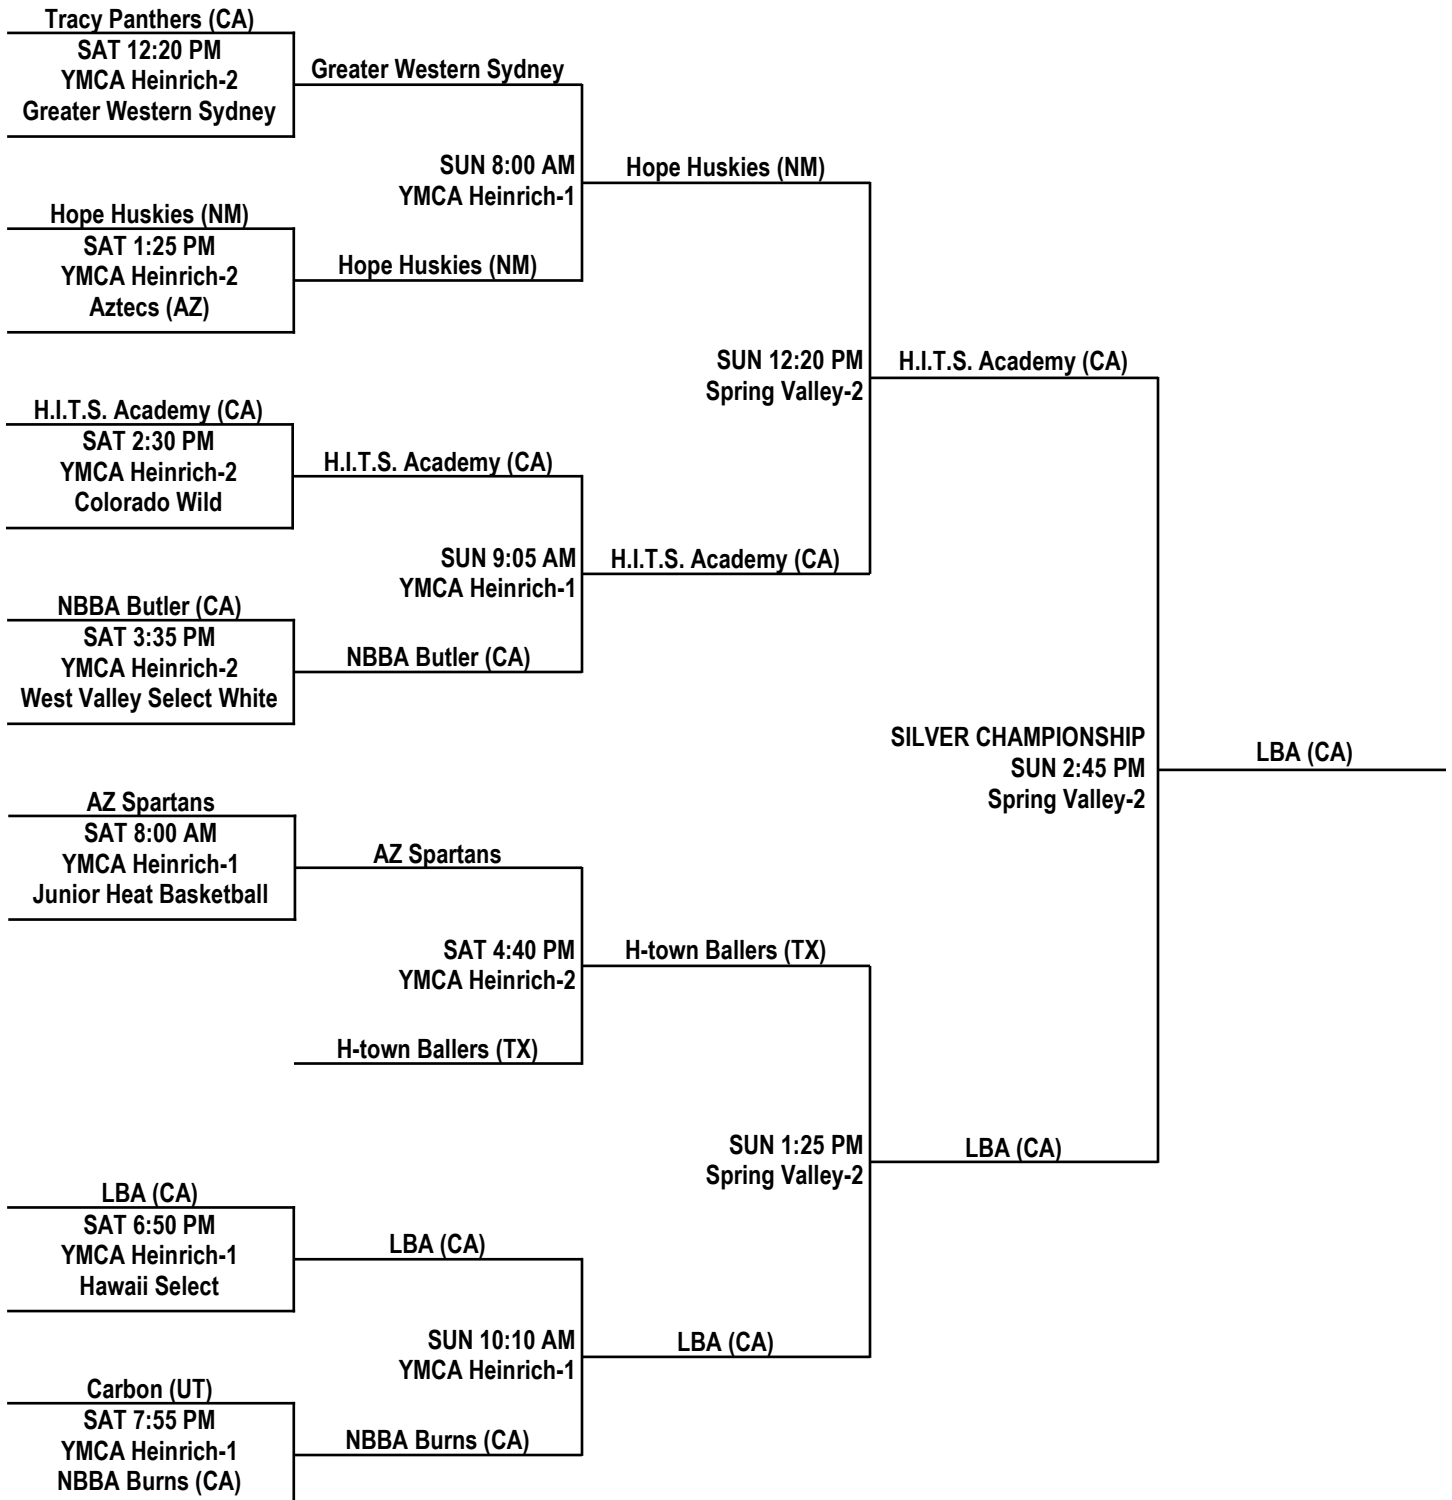 Tracy Panthers (CA)
SAT 12:20 PM
YMCA Heinrich-2
Greater Western Sydney
Greater Western Sydney
SUN 8:00 AM
YMCA Heinrich-1
Hope Huskies (NM)
Hope Huskies (NM)
SAT 1:25 PM
YMCA Heinrich-2
Aztecs (AZ)
Hope Huskies (NM)
SUN 12:20 PM
Spring Valley-2
H.I.T.S. Academy (CA)
H.I.T.S. Academy (CA)
SAT 2:30 PM
YMCA Heinrich-2
Colorado Wild
H.I.T.S. Academy (CA)
SUN 9:05 AM
YMCA Heinrich-1
H.I.T.S. Academy (CA)
NBBA Butler (CA)
SAT 3:35 PM
YMCA Heinrich-2
West Valley Select White
NBBA Butler (CA)
SILVER CHAMPIONSHIP
SUN 2:45 PM
Spring Valley-2
LBA (CA)
AZ Spartans
SAT 8:00 AM
YMCA Heinrich-1
Junior Heat Basketball
AZ Spartans
SAT 4:40 PM
YMCA Heinrich-2
H-town Ballers (TX)
H-town Ballers (TX)
SUN 1:25 PM
Spring Valley-2
LBA (CA)
LBA (CA)
SAT 6:50 PM
YMCA Heinrich-1
Hawaii Select
LBA (CA)
SUN 10:10 AM
YMCA Heinrich-1
LBA (CA)
Carbon (UT)
SAT 7:55 PM
YMCA Heinrich-1
NBBA Burns (CA)
NBBA Burns (CA)